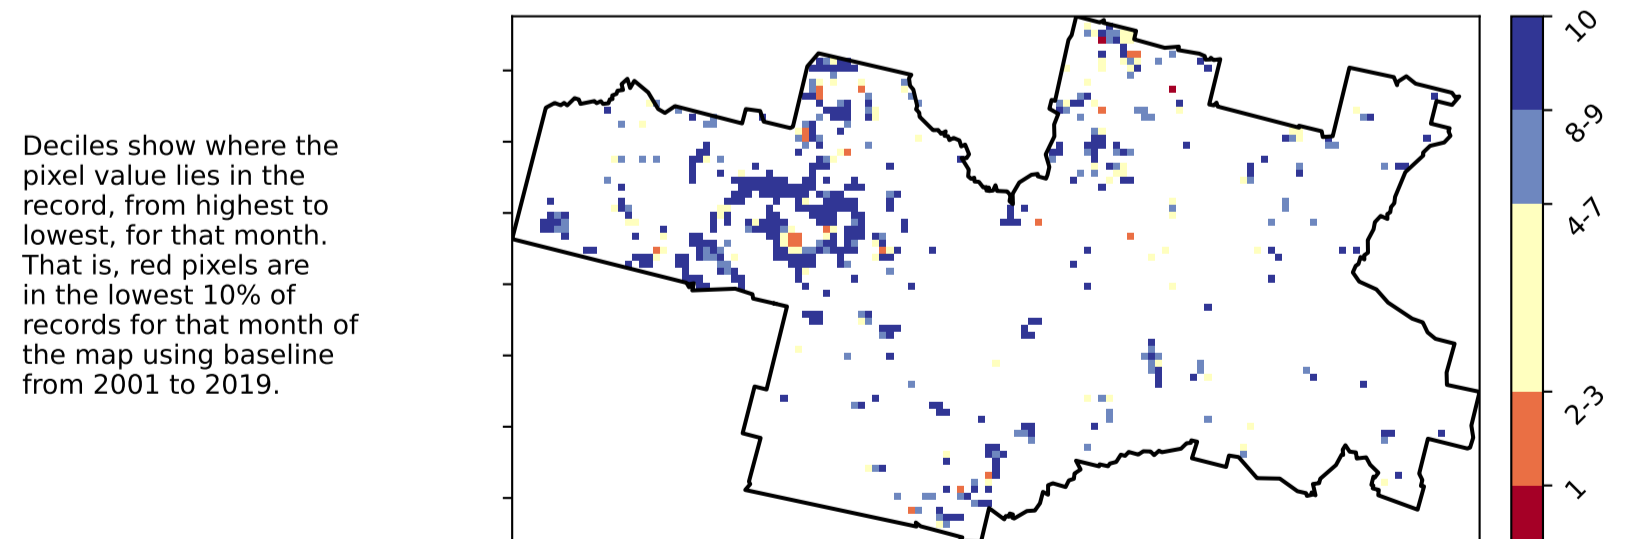 Deciles show where the
pixel value lies in the
record, from highest to
lowest, for that month.
That is, red pixels are
in the lowest 10% of
records for that month of
the map using baseline
from 2001 to 2019.
10
8-9
4-7
2-3
1